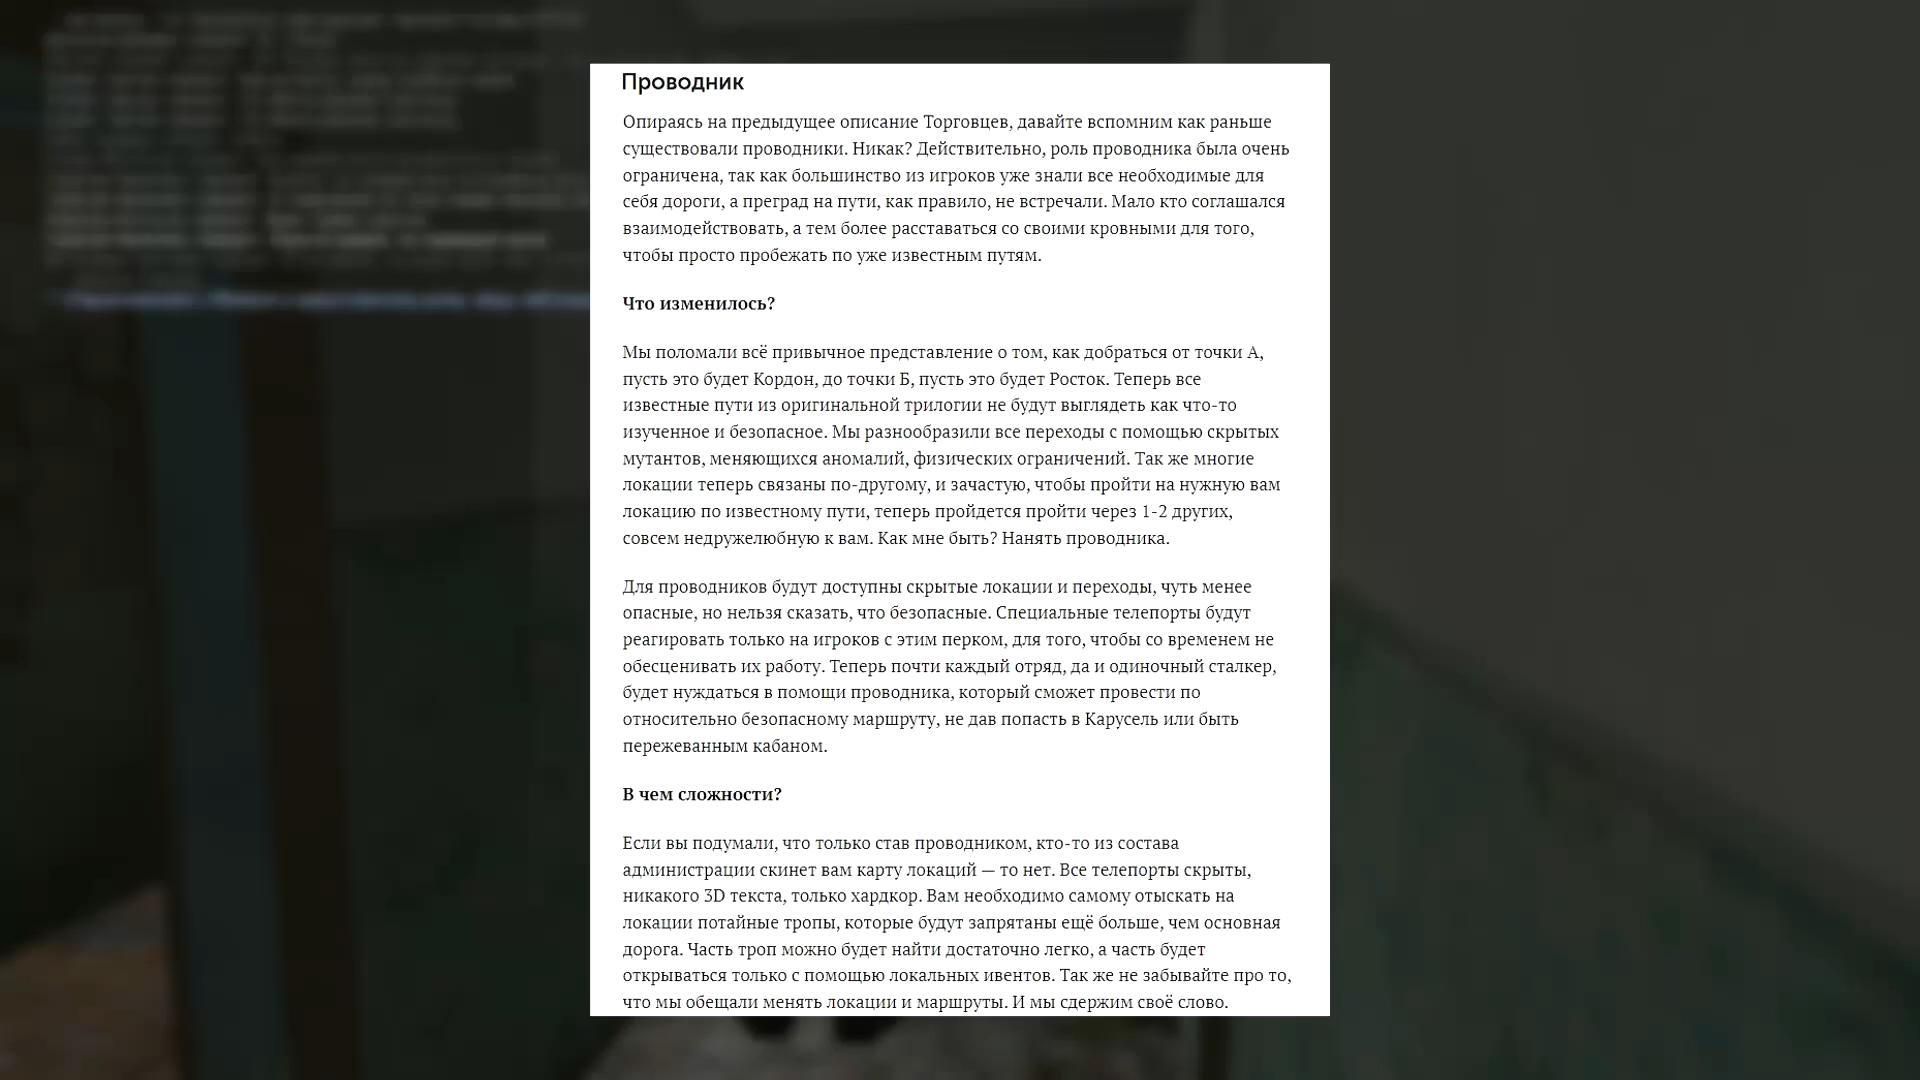 Проводник
Опираясь на предыдущее описание Торговцев, давайте вспомним как раньше
существовали проводники. Никак? Действительно, роль проводника была очень
ограничена, так как большинство из игроков уже знали все необходимые для
себя дороги, а преград на пути, как правило, не встречали. Мало кто соглашался
взаимодействовать, а тем более расставаться со своими кровными для того,
чтобы просто пробежать по уже известным путям.
Что изменилось?
Мы поломали всё привычное представление о том, как добраться от точки А,
пусть это будет Кордон, до точки Б, пусть это будет Росток. Теперь все
известные пути из оригинальной трилогии не будут выглядеть как что-то
изученное и безопасное. Мы разнообразили все переходы с помощью скрытых
мутантов, меняющихся аномалий, физических ограничений. Так же многие
локации теперь связаны по-другому, и зачастую, чтобы пройти на нужную вам
локацию по известному пути, теперь пройдется пройти через 1-2 других,
совсем недружелюбную к вам. Как мне быть? Нанять проводника.
Для проводников будут доступны скрытые локации и переходы, чуть менее
опасные, но нельзя сказать, что безопасные. Специальные телепорты будут
реагировать только на игроков с этим перком, для того, чтобы со временем не
обесценивать их работу. Теперь почти каждый отряд, да и одиночный сталкер,
будет нуждаться в помощи проводника, который сможет провести по
относительно безопасному маршруту, не дав попасть в Карусель или быть
пережеванным кабаном.
В чем сложности?
Если вы подумали, что только став проводником, кто-то из состава
администрации скинет вам карту локаций — то нет. Все телепорты скрыты,
никакого 3D текста, только хардкор. Вам необходимо самому отыскать на
локации потайные тропы, которые будут запрятаны ещё больше, чем основная
дорога. Часть троп можно будет найти достаточно легко, а часть будет
открываться только с помощью локальных ивентов. Так же не забывайте про то,
что мы обещали менять локации и маршруты. И мы сдержим своё слово.